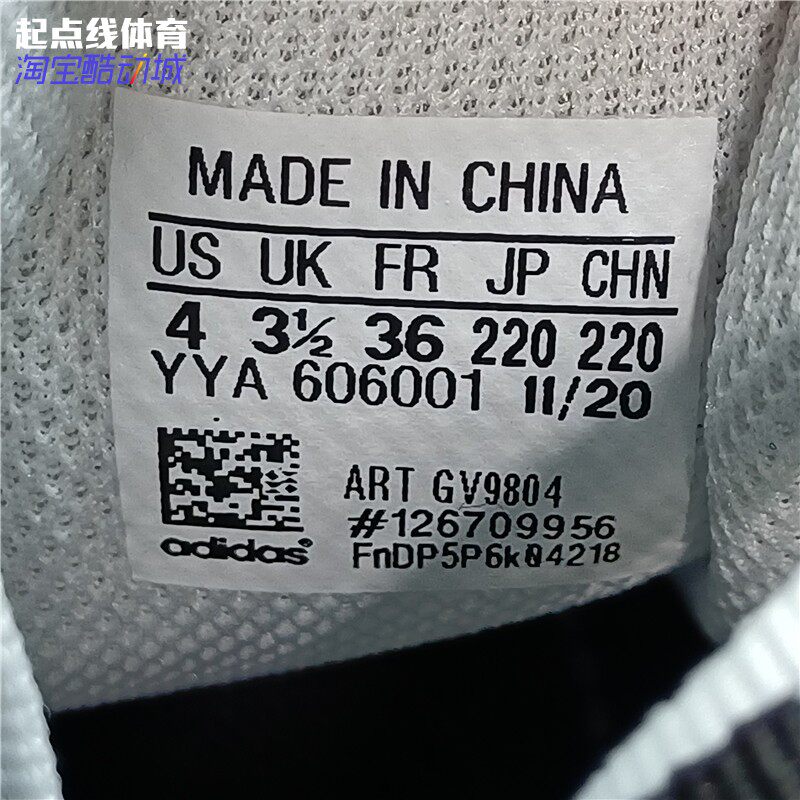 起点线体育
淘宝酷动城
MADE IN CHINA
US UK FR JP CHN
4 3½ 36 220 220
YYA 606001 11/20
ART GV9804
#126709956
adidas FnDP5P6k04218